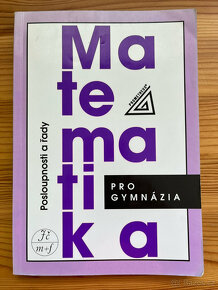 Ma
te
ma
ti
ka
Posloupnosti a řady
PROMETHEUS
PRO
GYMNÁZIA
Jč
m+f